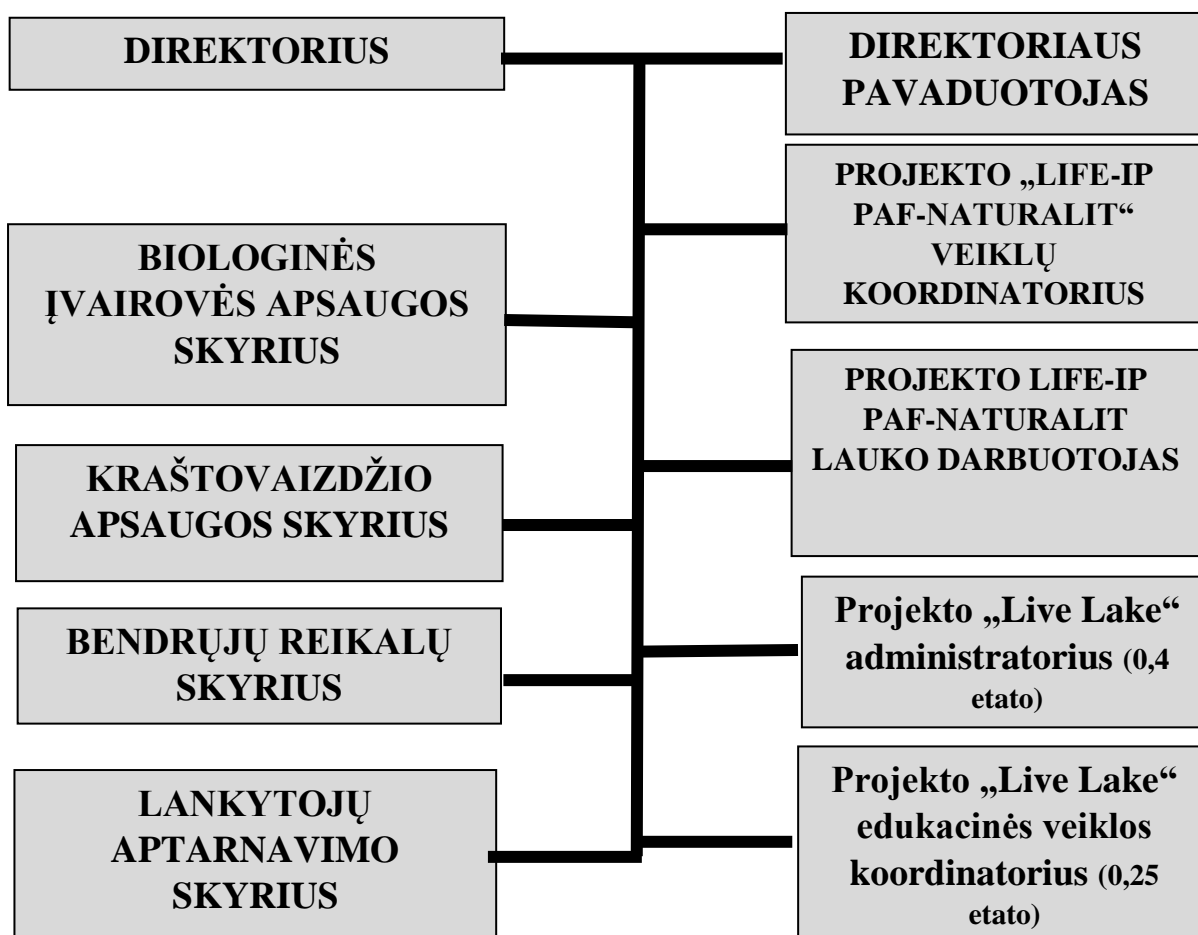 DIREKTORIUS
BIOLOGINĖS
ĮVAIROVĖS APSAUGOS
SKYRIUS
KRAŠTOVAIZDŽIO
APSAUGOS SKYRIUS
BENDRŲJŲ REIKALŲ
SKYRIUS
LANKYTOJŲ
APTARNAVIMO
SKYRIUS
DIREKTORIAUS
PAVADUOTOJAS
PROJEKTO „LIFE-IP
PAF-NATURALIT“
VEIKLŲ
KOORDINATORIUS
PROJEKTO LIFE-IP
PAF-NATURALIT
LAUKO DARBUOTOJAS
Projekto „Live Lake“
administratorius (0,4
etato)
Projekto „Live Lake“
edukacinės veiklos
koordinatorius (0,25
etato)